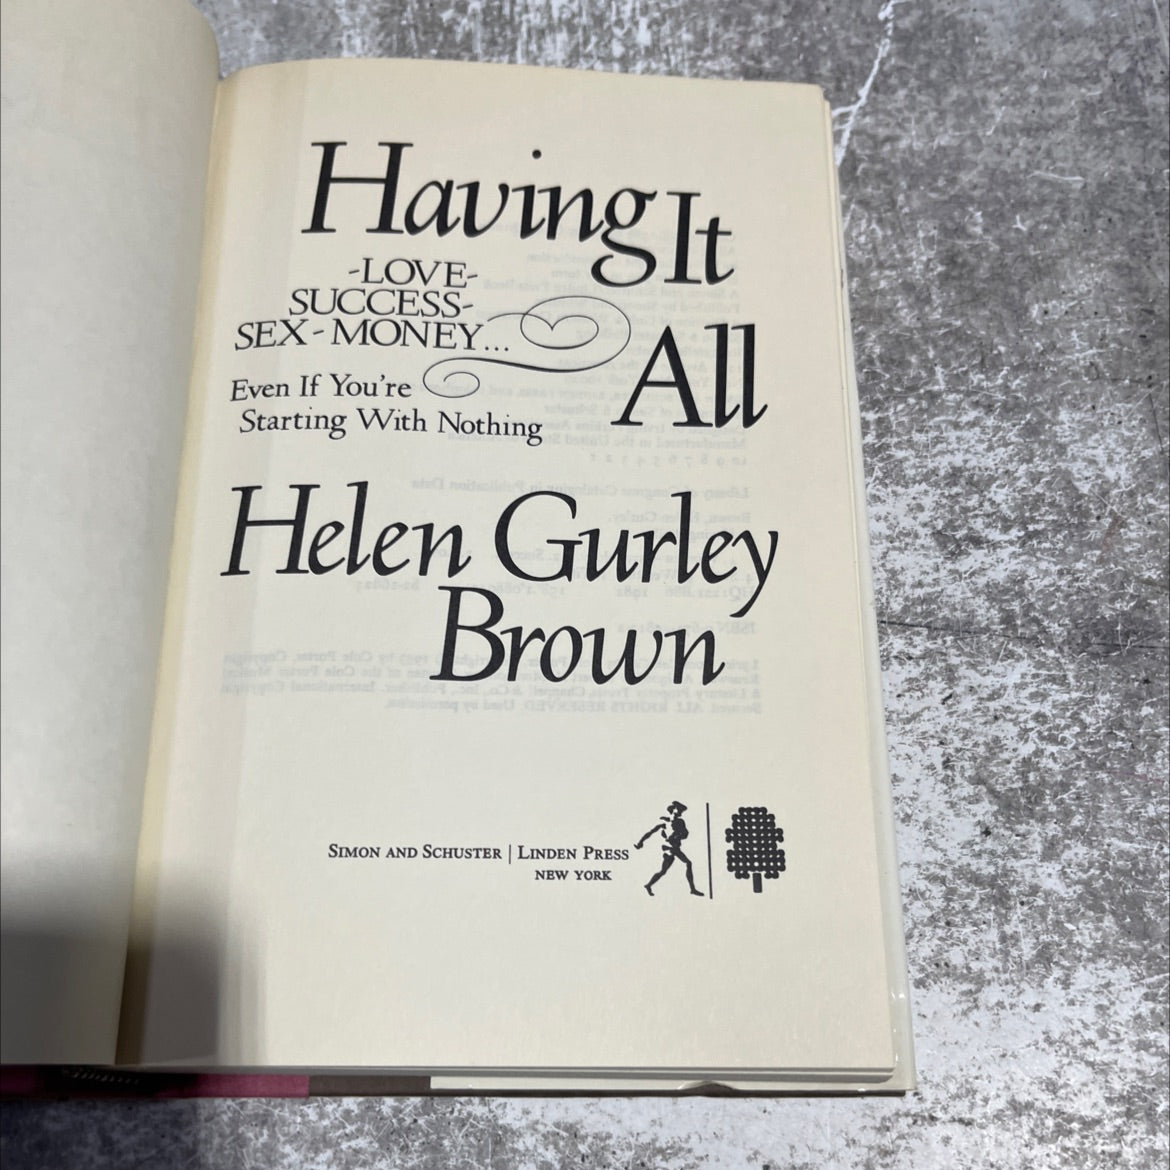 Having It
-LOVE-
SUCCESS-
SEX-MONEY...
All
Even If You're
Starting With Nothing
Helen Gurley
Brown
SIMON AND SCHUSTER | LINDEN PRESS
NEW YORK